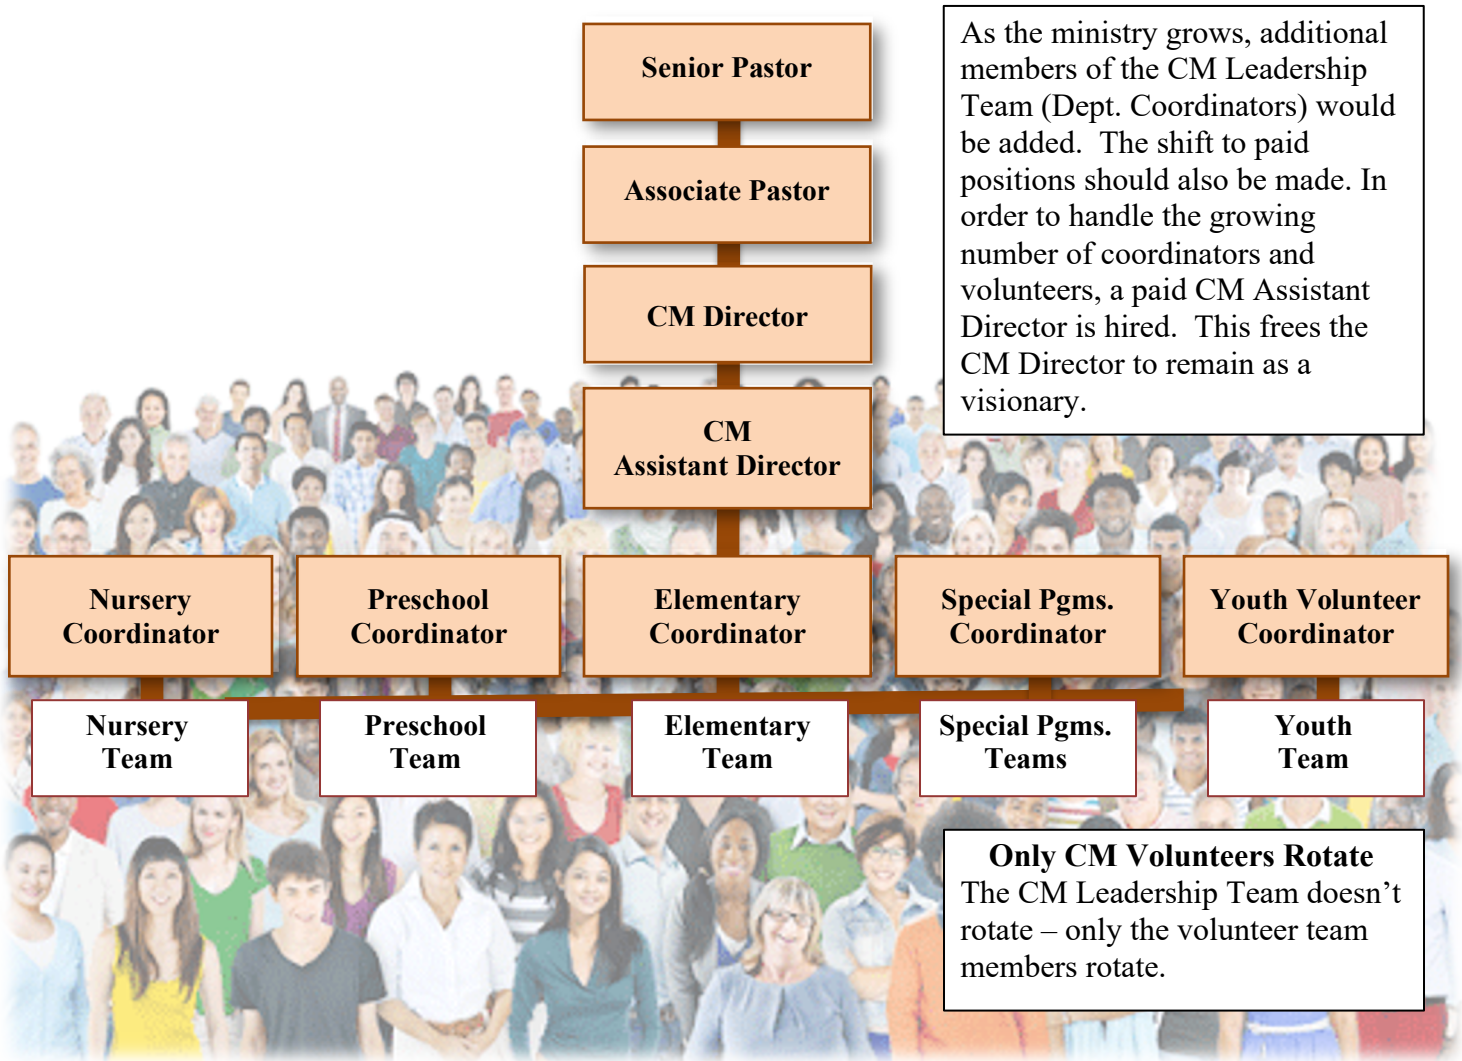 Senior Pastor
As the ministry grows, additional
members of the CM Leadership
Team (Dept. Coordinators) would
be added.  The shift to paid
positions should also be made. In
order to handle the growing
number of coordinators and
volunteers, a paid CM Assistant
Director is hired.  This frees the
CM Director to remain as a
visionary.
Associate Pastor
CM Director
CM
Assistant Director
Nursery
Coordinator
Preschool
Coordinator
Elementary
Coordinator
Special Pgms.
Coordinator
Youth Volunteer
Coordinator
Nursery
Team
Preschool
Team
Elementary
Team
Special Pgms.
Teams
Youth
Team
Only CM Volunteers Rotate
The CM Leadership Team doesn’t
rotate – only the volunteer team
members rotate.